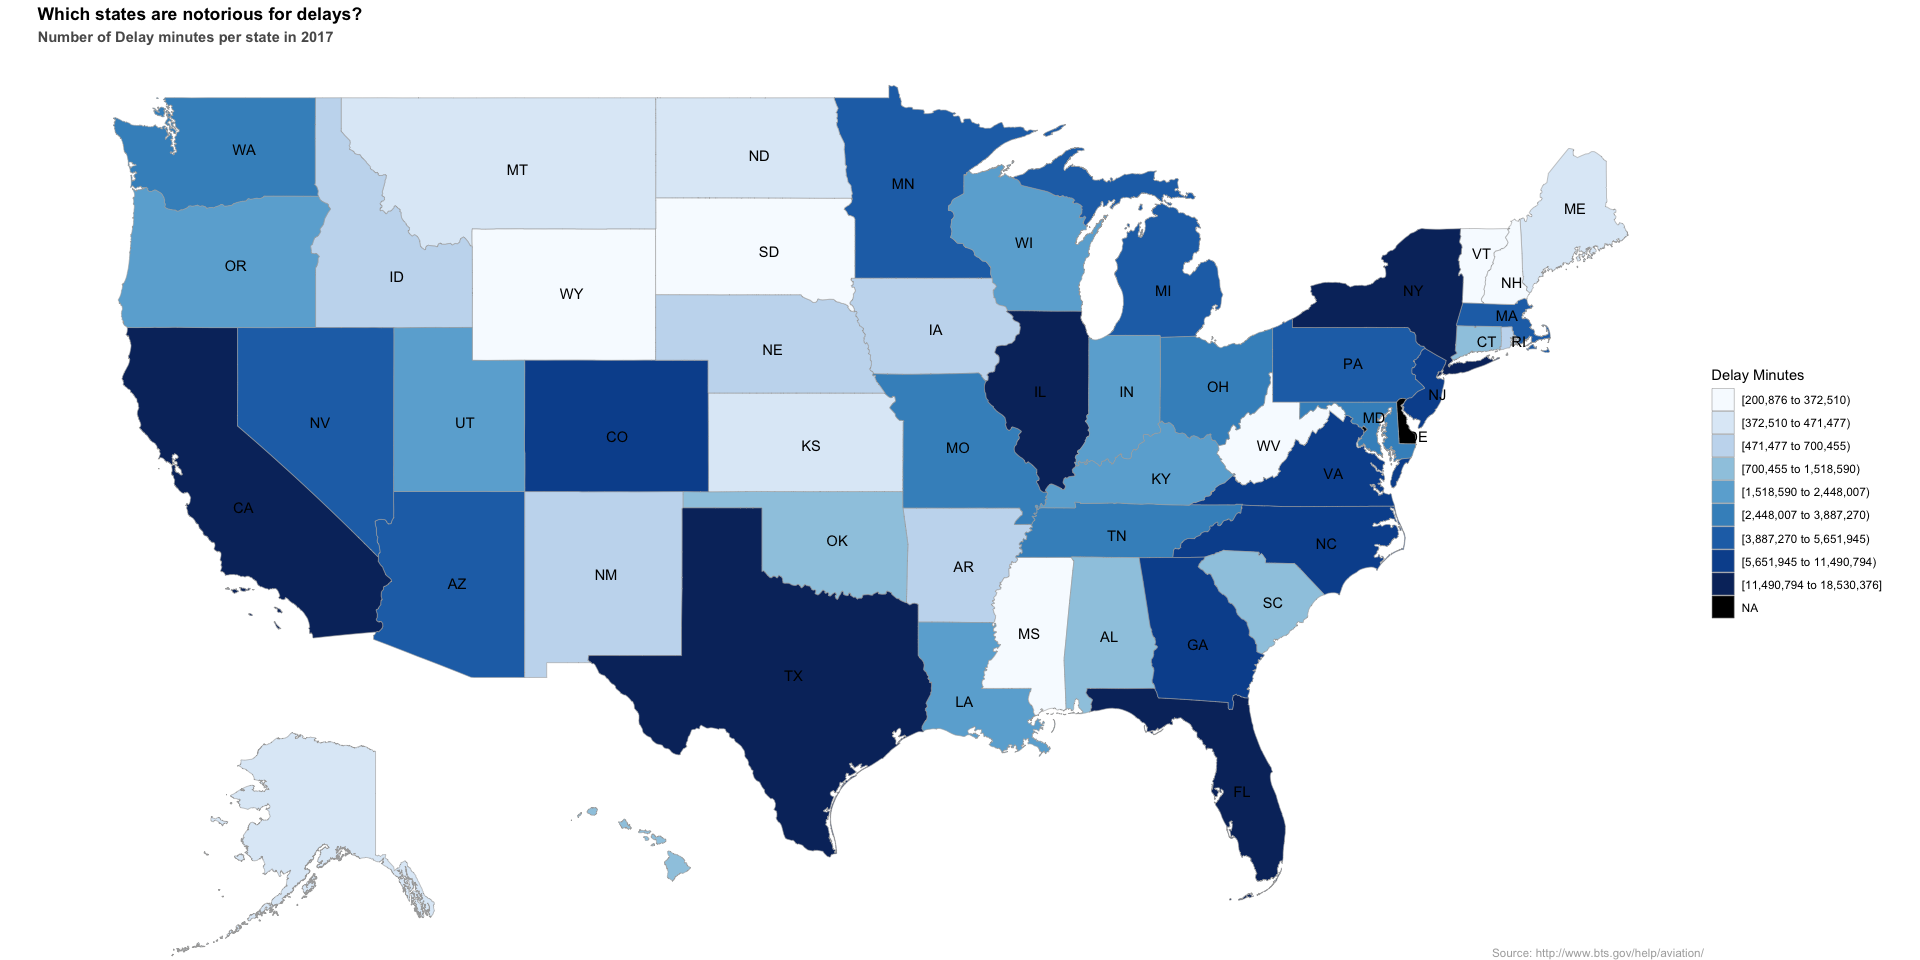 Which states are notorious for delays?
Number of Delay minutes per state in 2017
WA
MT
ND
MN
ME
OR
ID
WY
SD
WI
MI
NY
VT
NH
MA
CT
RI
NV
UT
CO
NE
IA
IL
IN
OH
PA
NJ
MD
DE
CA
KS
MO
KY
WV
VA
AZ
NM
OK
AR
TN
NC
SC
TX
LA
MS
AL
GA
FL
Delay Minutes
[200,876 to 372,510)
[372,510 to 471,477)
[471,477 to 700,455)
[700,455 to 1,518,590)
[1,518,590 to 2,448,007)
[2,448,007 to 3,887,270)
[3,887,270 to 5,651,945)
[5,651,945 to 11,490,794)
[11,490,794 to 18,530,376]
NA
Source: http://www.bts.gov/help/aviation/